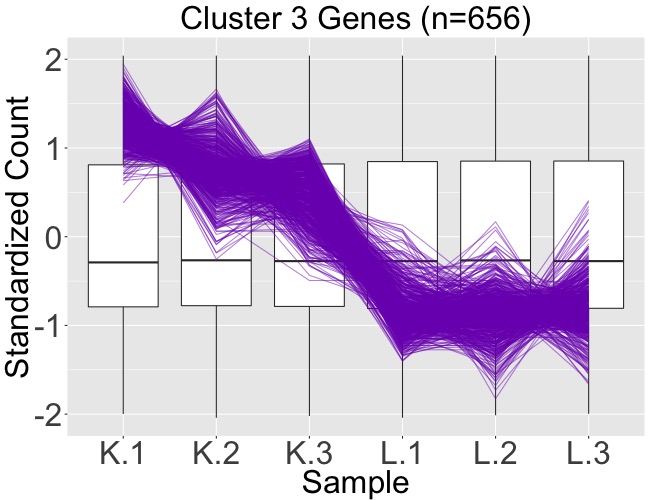 Cluster 3 Genes (n=656)
Standardized Count
2
1
0
-1
-2
K.1 K.2 K.3 L.1 L.2 L.3
Sample